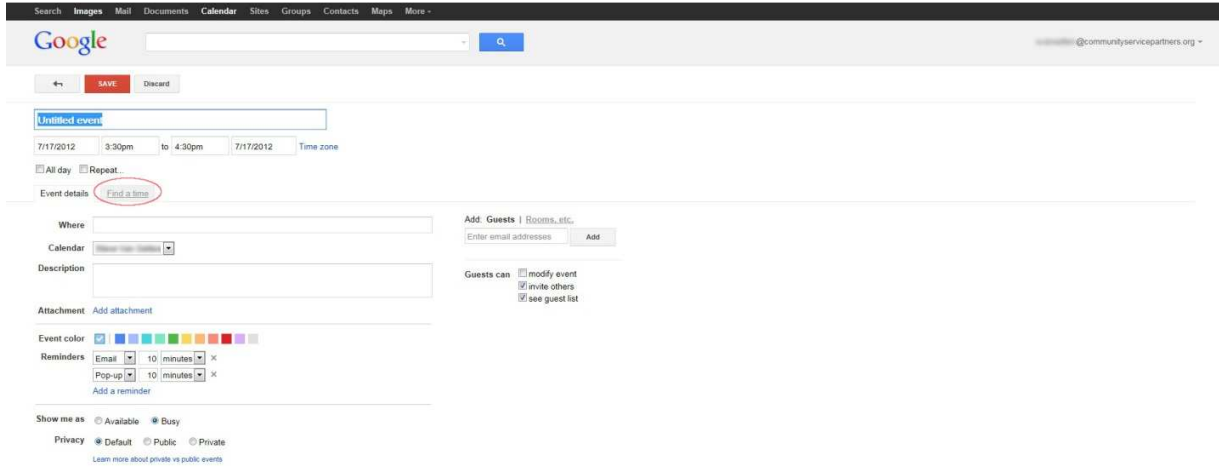 Search Images Mail Documents Calendar Sites Groups Contacts Maps More
Google
@communityservicepartners.org
SAVE Discard
Untitled event
7/17/2012 3:30pm to 4:30pm 7/17/2012 Time zone
All day Repeat...
Event details Find a time
Where
Calendar
Description
Attachment Add attachment
Event color
Reminders Email 10 minutes ×
Pop-up 10 minutes ×
Add a reminder
Show me as Available Busy
Privacy Default Public Private
Learn more about private vs public events
Add: Guests | Rooms, etc.
Enter email addresses Add
Guests can modify event
invite others
see guest list